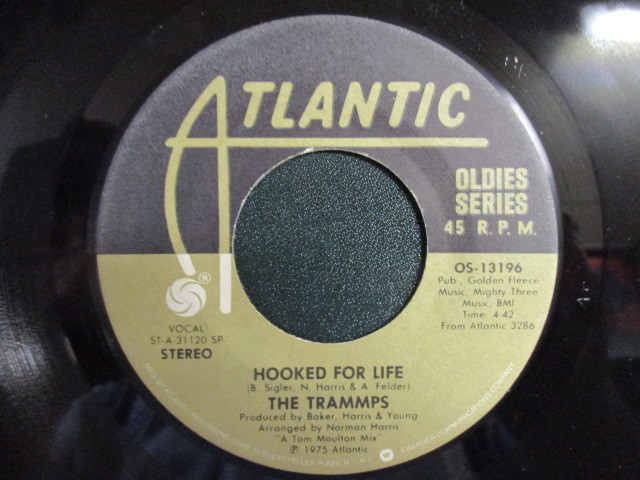 ATLANTIC
OLDIES
SERIES
45 R.P.M.
OS-13196
Pub., Golden Fleece
Music, Mighty Three
Music, BMI
Time: 4:42
From Atlantic 3286
®
VOCAL
ST-A-31120 SP
STEREO
HOOKED FOR LIFE
(B. Sigler, N. Harris & A. Felder)
THE TRAMMPS
Produced by Baker, Harris & Young
Arranged by Norman Harris
"A Tom Moulton Mix"
℗ 1975 Atlantic